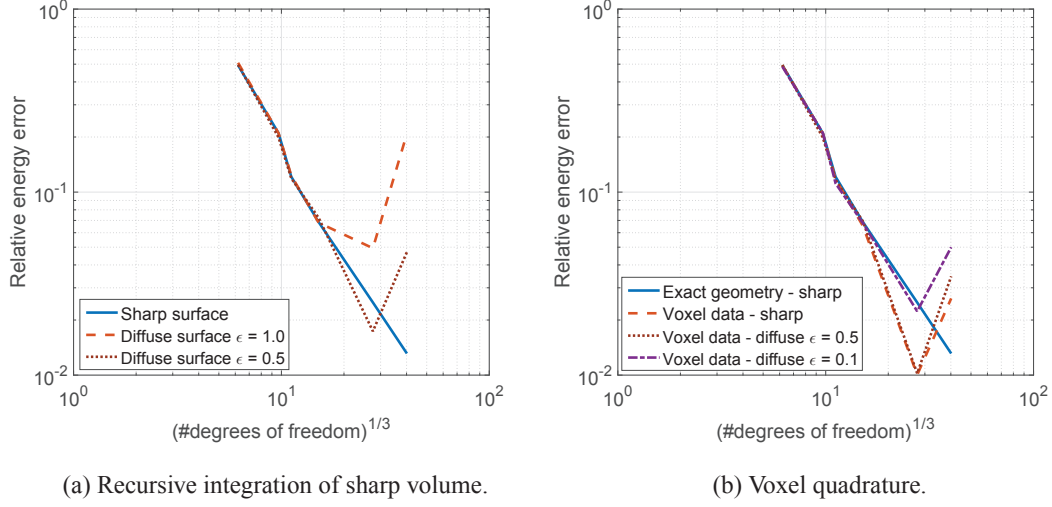 10^0
10^-1
10^-2
Relative energy error
Sharp surface
Diffuse surface ϵ = 1.0
Diffuse surface ϵ = 0.5
10^0
10^1
10^2
(#degrees of freedom)^1/3
(a) Recursive integration of sharp volume.
10^0
10^-1
10^-2
Relative energy error
Exact geometry - sharp
Voxel data - sharp
Voxel data - diffuse ϵ = 0.5
Voxel data - diffuse ϵ = 0.1
10^0
10^1
10^2
(#degrees of freedom)^1/3
(b) Voxel quadrature.